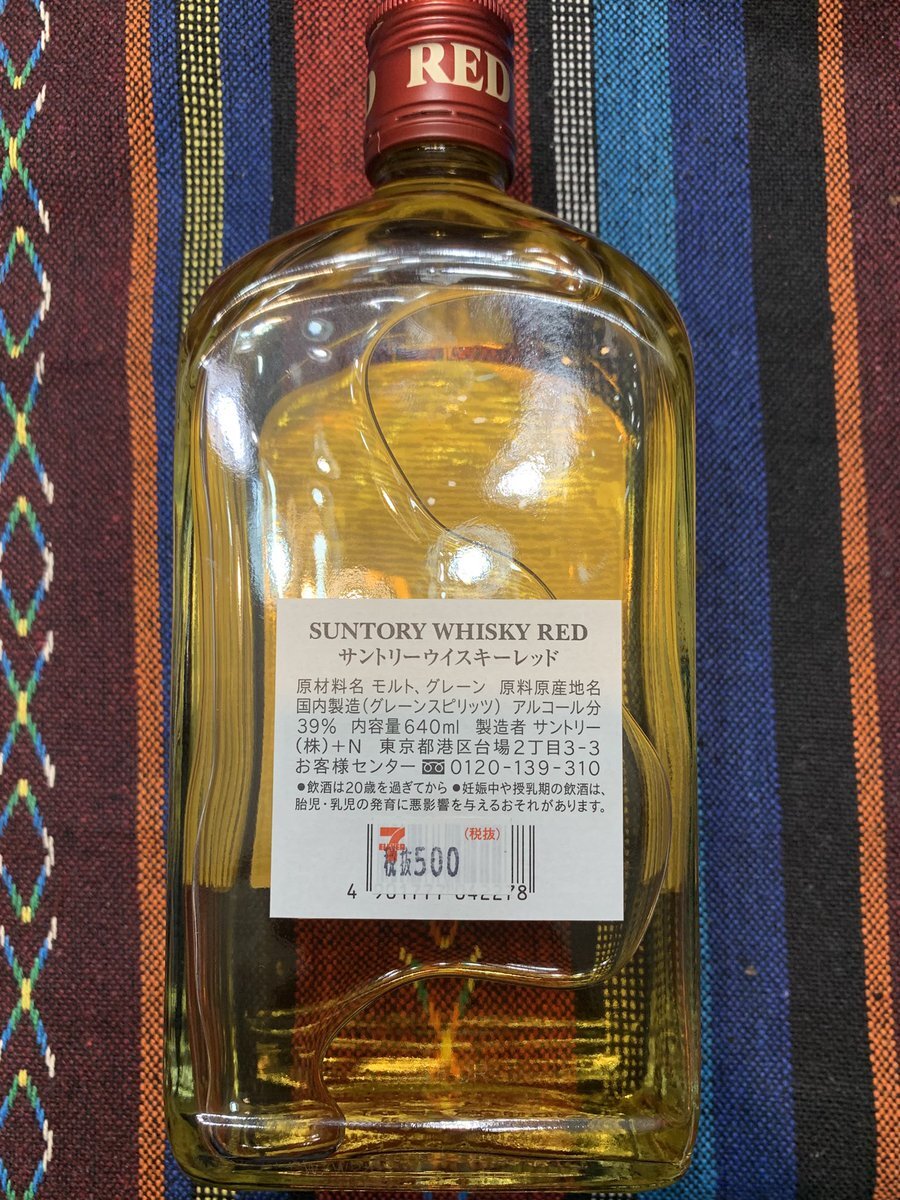 RED
SUNTORY WHISKY RED
サントリーウイスキーレッド
原材料名 モルト、グレーン 原料原産地名
国内製造(グレーンスピリッツ) アルコール分
39% 内容量640ml 製造者 サントリー
(株)+N 東京都港区台場2丁目3-3
お客様センター 0120-139-310
●飲酒は20歳を過ぎてから ●妊娠中や授乳期の飲酒は、
胎児・乳児の発育に悪影響を与えるおそれがあります。
7 ELEVEN (税抜)
税抜500